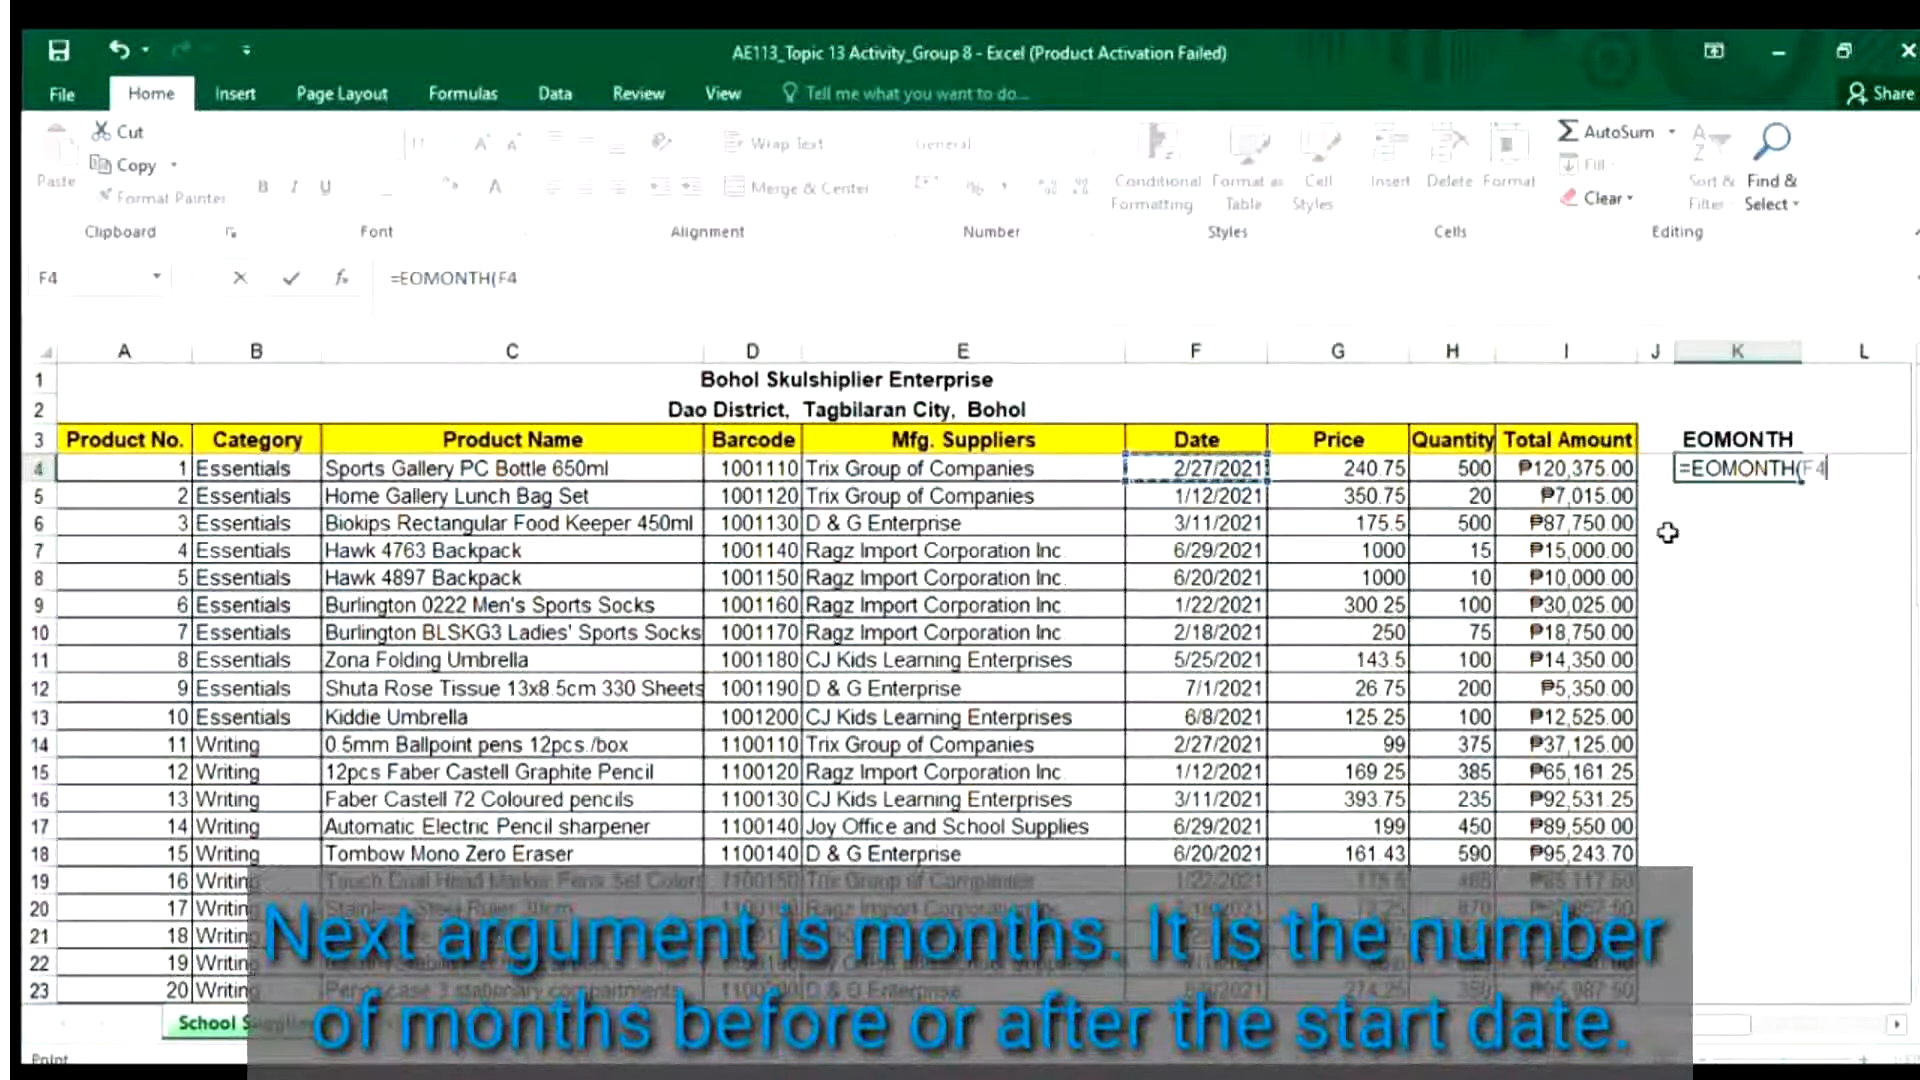 AE113_Topic 13 Activity_Group 8 - Excel (Product Activation Failed)
File Home Insert Page Layout Formulas Data Review View Tell me what you want to do... Share
Cut
Copy
Paste
Format Painter
Clipboard
B I U
Font
Wrap Text
Merge & Center
Alignment
General
%
Number
Conditional Formatting
Format as Table
Cell Styles
Styles
Insert Delete Format
Cells
AutoSum
Fill
Clear
Sort & Filter
Find & Select
Editing
F4 fx =EOMONTH(F4
A B C D E F G H I J K L
1 Bohol Skulshiplier Enterprise
2 Dao District, Tagbilaran City, Bohol
3 Product No. Category Product Name Barcode Mfg. Suppliers Date Price Quantity Total Amount EOMONTH
4 1 Essentials Sports Gallery PC Bottle 650ml 1001110 Trix Group of Companies 2/27/2021 240.75 500 ₱120,375.00 =EOMONTH(F4
5 2 Essentials Home Gallery Lunch Bag Set 1001120 Trix Group of Companies 1/12/2021 350.75 20 ₱7,015.00
6 3 Essentials Biokips Rectangular Food Keeper 450ml 1001130 D & G Enterprise 3/11/2021 175.5 500 ₱87,750.00
7 4 Essentials Hawk 4763 Backpack 1001140 Ragz Import Corporation Inc. 6/29/2021 1000 15 ₱15,000.00
8 5 Essentials Hawk 4897 Backpack 1001150 Ragz Import Corporation Inc. 6/20/2021 1000 10 ₱10,000.00
9 6 Essentials Burlington 0222 Men's Sports Socks 1001160 Ragz Import Corporation Inc. 1/22/2021 300.25 100 ₱30,025.00
10 7 Essentials Burlington BLSKG3 Ladies' Sports Socks 1001170 Ragz Import Corporation Inc. 2/18/2021 250 75 ₱18,750.00
11 8 Essentials Zona Folding Umbrella 1001180 CJ Kids Learning Enterprises 5/25/2021 143.5 100 ₱14,350.00
12 9 Essentials Shuta Rose Tissue 13x8.5cm 330 Sheets 1001190 D & G Enterprise 7/1/2021 26.75 200 ₱5,350.00
13 10 Essentials Kiddie Umbrella 1001200 CJ Kids Learning Enterprises 6/8/2021 125.25 100 ₱12,525.00
14 11 Writing 0.5mm Ballpoint pens 12pcs./box 1100110 Trix Group of Companies 2/27/2021 99 375 ₱37,125.00
15 12 Writing 12pcs Faber Castell Graphite Pencil 1100120 Ragz Import Corporation Inc. 1/12/2021 169.25 385 ₱65,161.25
16 13 Writing Faber Castell 72 Coloured pencils 1100130 CJ Kids Learning Enterprises 3/11/2021 393.75 235 ₱92,531.25
17 14 Writing Automatic Electric Pencil sharpener 1100140 Joy Office and School Supplies 6/29/2021 199 450 ₱89,550.00
18 15 Writing Tombow Mono Zero Eraser 1100140 D & G Enterprise 6/20/2021 161.43 590 ₱95,243.70
19 16 Writing Touch Dual Head Marker Pens Set Colors 1100150 Trix Group of Companies 1/22/2021
20 17 Writing
21 18 Writing
22 19 Writing
23 20 Writing D & G Enterprise 274.25 350
School
Next argument is months. It is the number
of months before or after the start date.